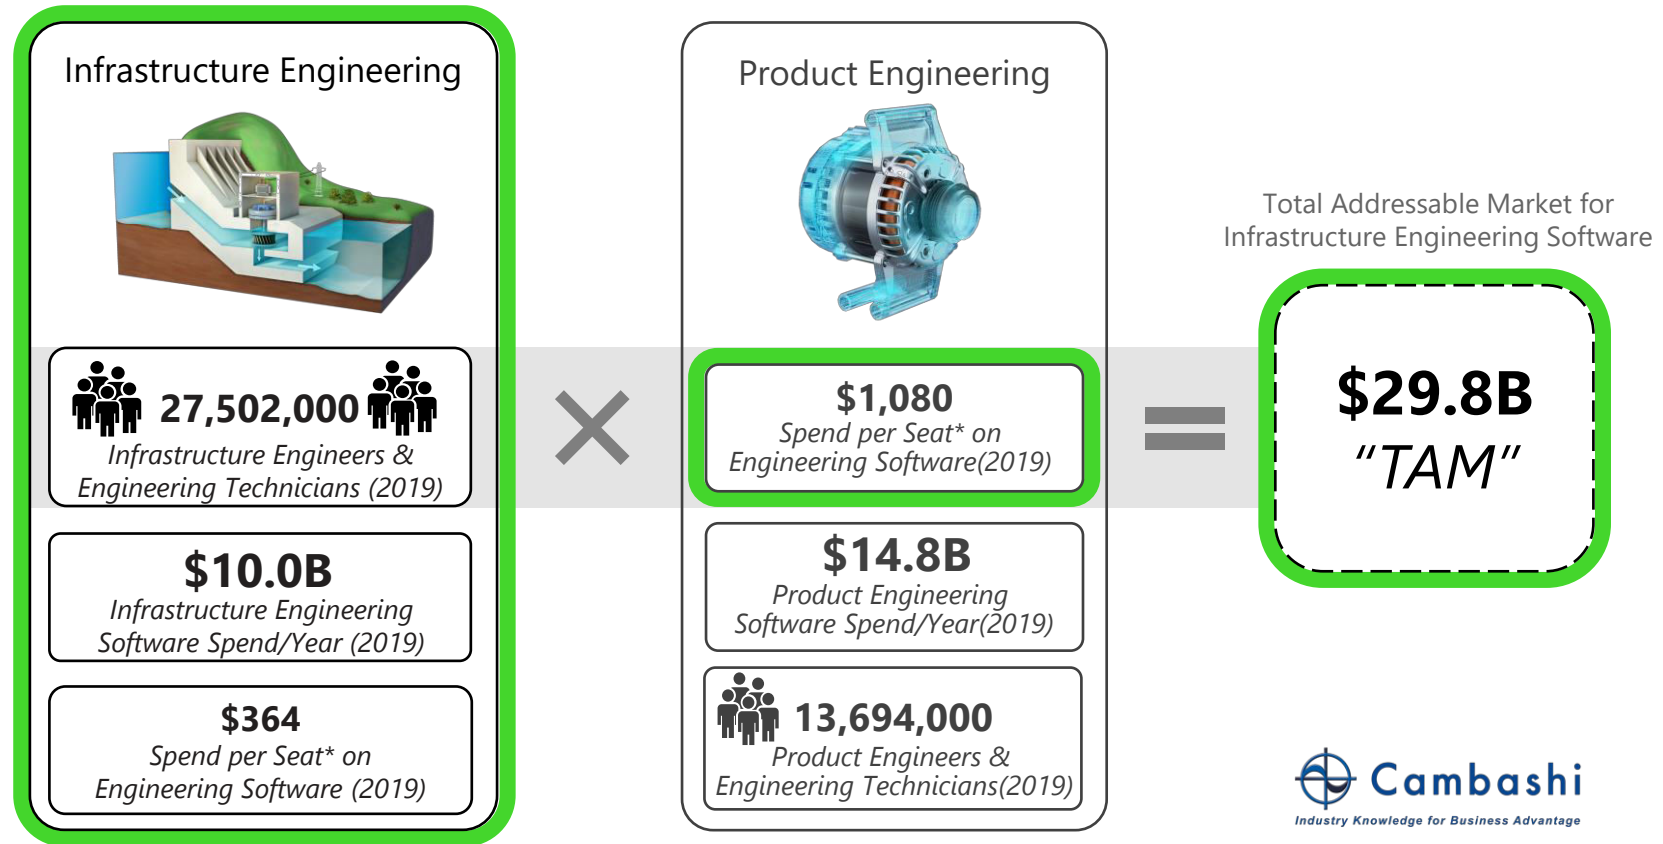 Infrastructure Engineering
27,502,000
Infrastructure Engineers &
Engineering Technicians (2019)
$10.0B
Infrastructure Engineering
Software Spend/Year (2019)
$364
Spend per Seat* on
Engineering Software (2019)
×
Product Engineering
$1,080
Spend per Seat* on
Engineering Software(2019)
$14.8B
Product Engineering
Software Spend/Year(2019)
13,694,000
Product Engineers &
Engineering Technicians(2019)
=
Total Addressable Market for
Infrastructure Engineering Software
$29.8B
“TAM”
Cambashi
Industry Knowledge for Business Advantage